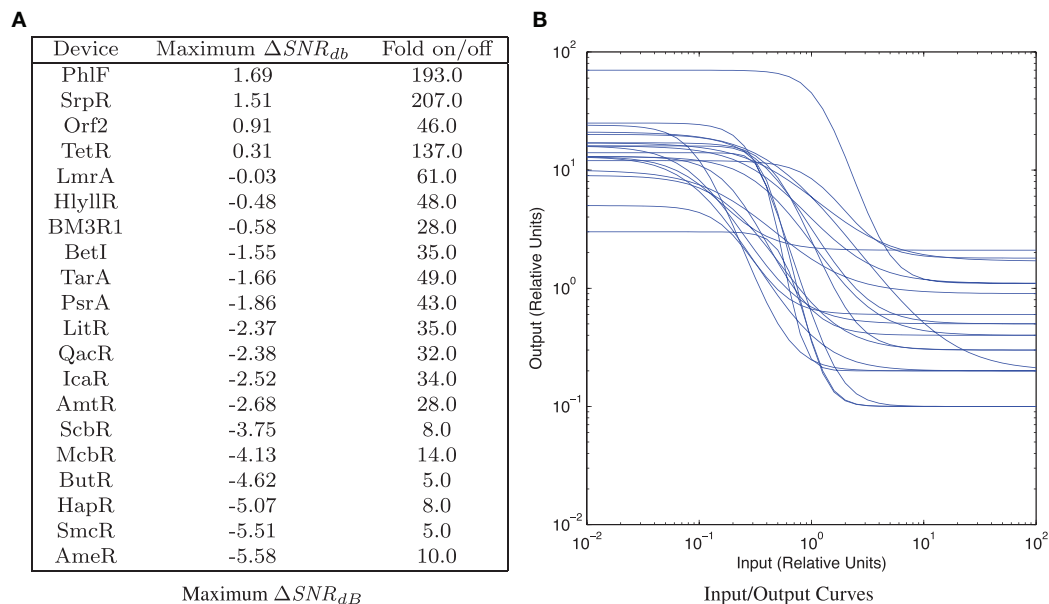 A
Device Maximum ΔSNR_db Fold on/off
PhlF 1.69 193.0
SrpR 1.51 207.0
Orf2 0.91 46.0
TetR 0.31 137.0
LmrA -0.03 61.0
HlyllR -0.48 48.0
BM3R1 -0.58 28.0
BetI -1.55 35.0
TarA -1.66 49.0
PsrA -1.86 43.0
LitR -2.37 35.0
QacR -2.38 32.0
IcaR -2.52 34.0
AmtR -2.68 28.0
ScbR -3.75 8.0
McbR -4.13 14.0
ButR -4.62 5.0
HapR -5.07 8.0
SmcR -5.51 5.0
AmeR -5.58 10.0
Maximum ΔSNR_dB
B
10^2
10^1
10^0
10^-1
10^-2
Output (Relative Units)
10^-2 10^-1 10^0 10^1 10^2
Input (Relative Units)
Input/Output Curves